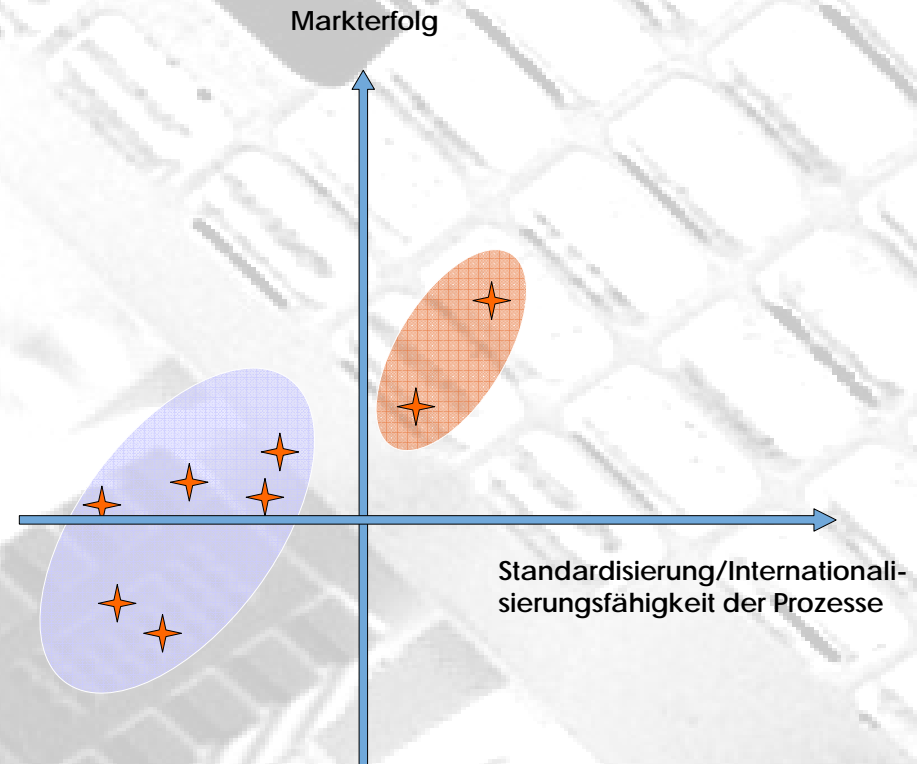 Markterfolg
Standardisierung/Internationali-
sierungsfähigkeit der Prozesse